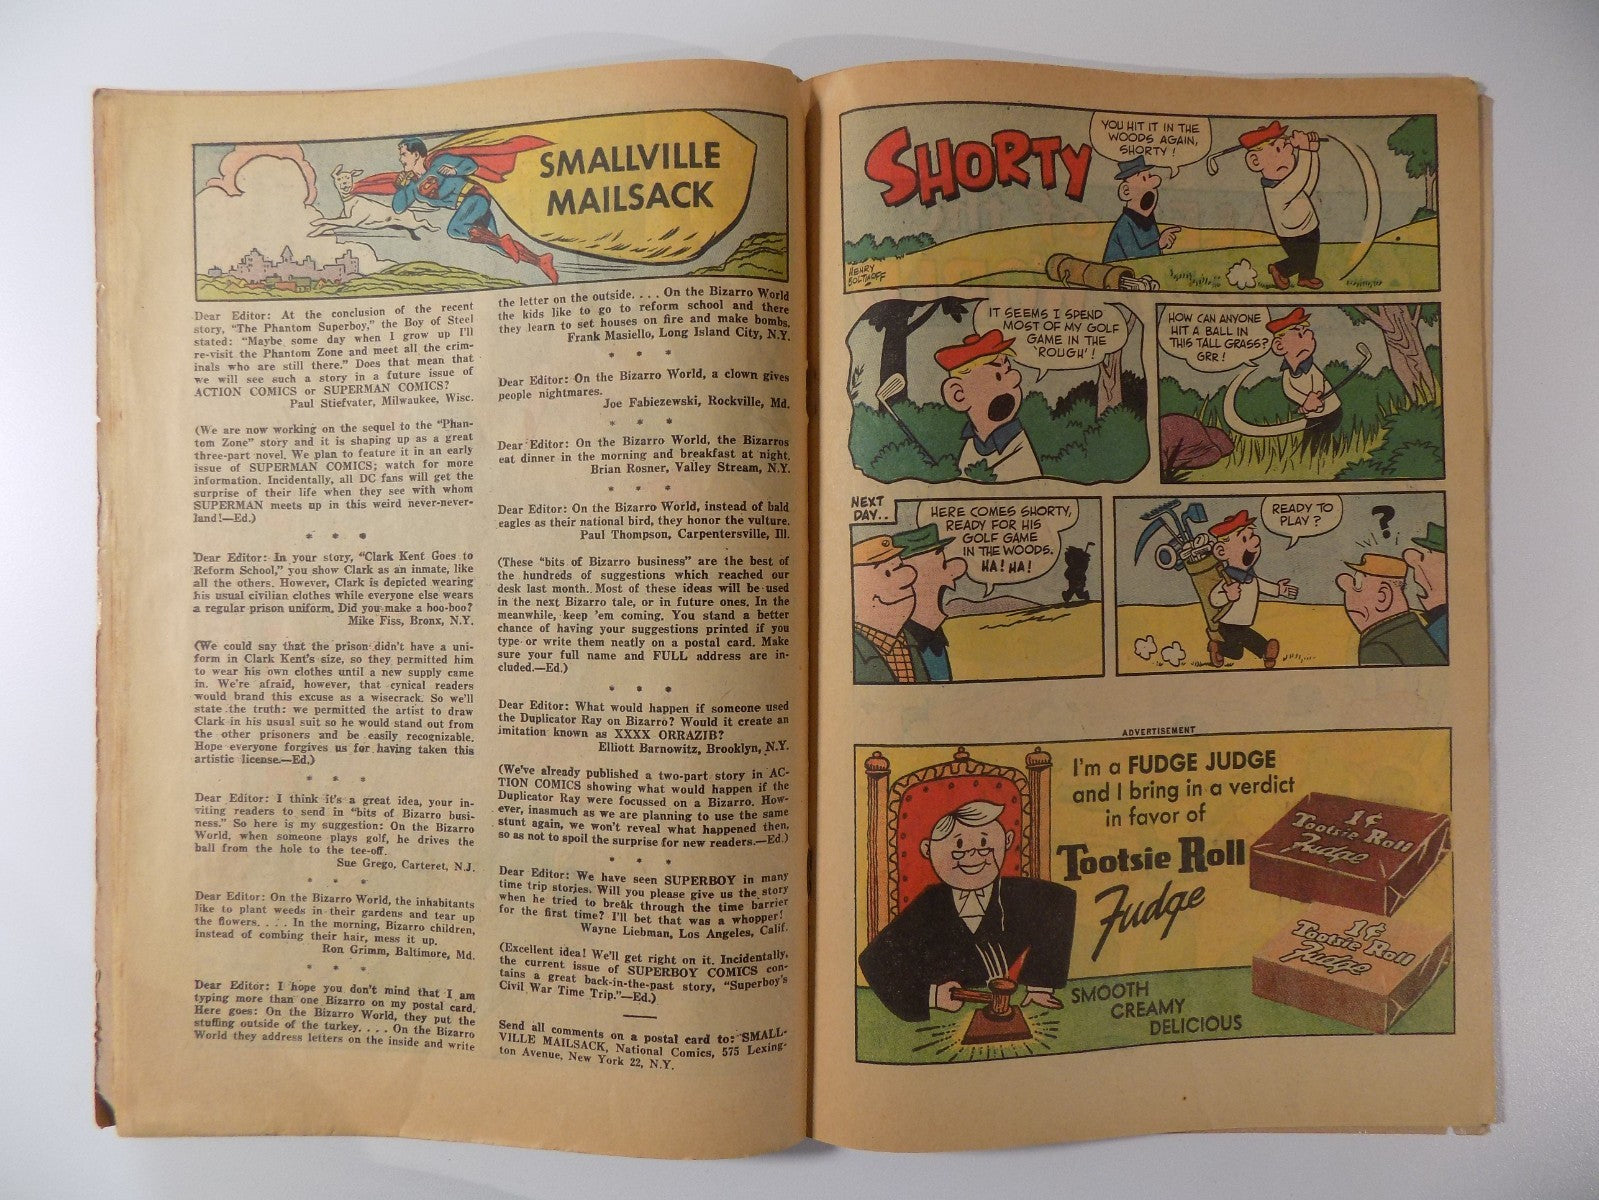 SMALLVILLE
MAILSACK
Dear Editor: At the conclusion of the recent
story, "The Phantom Superboy," the Boy of Steel
stated: "Maybe some day when I grow up I'll
re-visit the Phantom Zone and meet all the crim-
inals who are still there." Does that mean that
we will see such a story in a future issue of
ACTION COMICS or SUPERMAN COMICS?
Paul Stiefvater, Milwaukee, Wisc.
(We are now working on the sequel to the "Phan-
tom Zone" story and it is shaping up as a great
three-part novel. We plan to feature it in an early
issue of SUPERMAN COMICS; watch for more
information. Incidentally, all DC fans will get the
surprise of their life when they see with whom
SUPERMAN meets up in this weird never-never-
land!—Ed.)
* * *
Dear Editor: In your story, "Clark Kent Goes to
Reform School," you show Clark as an inmate, like
all the others. However, Clark is depicted wearing
his usual civilian clothes while everyone else wears
a regular prison uniform. Did you make a boo-boo?
Mike Fiss, Bronx, N.Y.
(We could say that the prison didn't have a uni-
form in Clark Kent's size, so they permitted him
to wear his own clothes until a new supply came
in. We're afraid, however, that cynical readers
would brand this excuse as a wisecrack. So we'll
state the truth: we permitted the artist to draw
Clark in his usual suit so he would stand out from
the other prisoners and be easily recognizable.
Hope everyone forgives us for having taken this
artistic license.—Ed.)
* * *
Dear Editor: I think it's a great idea, your in-
viting readers to send in "bits of Bizarro busi-
ness." So here is my suggestion: On the Bizarro
World, when someone plays golf, he drives the
ball from the hole to the tee-off.
Sue Grego, Carteret, N.J.
* * *
Dear Editor: On the Bizarro World, the inhabitants
like to plant weeds in their gardens and tear up
the flowers. . . . In the morning, Bizarro children,
instead of combing their hair, mess it up.
Ron Grimm, Baltimore, Md.
* * *
Dear Editor: I hope you don't mind that I am
typing more than one Bizarro on my postal card.
Here goes: On the Bizarro World, they put the
stuffing outside of the turkey. . . . On the Bizarro
World they address letters on the inside and write
the letter on the outside. . . . On the Bizarro World
the kids like to go to reform school and there
they learn to set houses on fire and make bombs.
Frank Masiello, Long Island City, N.Y.
* * *
Dear Editor: On the Bizarro World, a clown gives
people nightmares.
Joe Fabiezewski, Rockville, Md.
* * *
Dear Editor: On the Bizarro World, the Bizarros
eat dinner in the morning and breakfast at night.
Brian Rosner, Valley Stream, N.Y.
* * *
Dear Editor: On the Bizarro World, instead of bald
eagles as their national bird, they honor the vulture.
Paul Thompson, Carpentersville, Ill.
(These "bits of Bizarro business" are the best of
the hundreds of suggestions which reached our
desk last month. Most of these ideas will be used
in the next Bizarro tale, or in future ones. In the
meanwhile, keep 'em coming. You stand a better
chance of having your suggestions printed if you
type or write them neatly on a postal card. Make
sure your full name and FULL address are in-
cluded.—Ed.)
* * *
Dear Editor: What would happen if someone used
the Duplicator Ray on Bizarro? Would it create an
imitation known as XXXX ORRAZIB?
Elliott Barnowitz, Brooklyn, N.Y.
(We've already published a two-part story in AC-
TION COMICS showing what would happen if the
Duplicator Ray were focussed on a Bizarro. How-
ever, inasmuch as we are planning to use the same
stunt again, we won't reveal what happened then,
so as not to spoil the surprise for new readers.—Ed.)
* * *
Dear Editor: We have seen SUPERBOY in many
time trip stories. Will you please give us the story
when he tried to break through the time barrier
for the first time? I'll bet that was a whopper!
Wayne Liebman, Los Angeles, Calif.
(Excellent idea! We'll get right on it. Incidentally,
the current issue of SUPERBOY COMICS con-
tains a great back-in-the-past story, "Superboy's
Civil War Time Trip."—Ed.)
Send all comments on a postal card to: SMALL-
VILLE MAILSACK, National Comics, 575 Lexing-
ton Avenue, New York 22, N.Y.
SHORTY
YOU HIT IT IN THE
WOODS AGAIN,
SHORTY!
HENRY
BOLTINOFF
IT SEEMS I SPEND
MOST OF MY GOLF
GAME IN THE
'ROUGH'!
HOW CAN ANYONE
HIT A BALL IN
THIS TALL GRASS?
GRR!
NEXT
DAY..
HERE COMES SHORTY,
READY FOR HIS
GOLF GAME
IN THE WOODS.
HA! HA!
READY TO
PLAY?
?
ADVERTISEMENT
I'm a FUDGE JUDGE
and I bring in a verdict
in favor of
Tootsie Roll
Fudge
1¢
Tootsie Roll
Fudge
1¢
Tootsie Roll
Fudge
SMOOTH
CREAMY
DELICIOUS